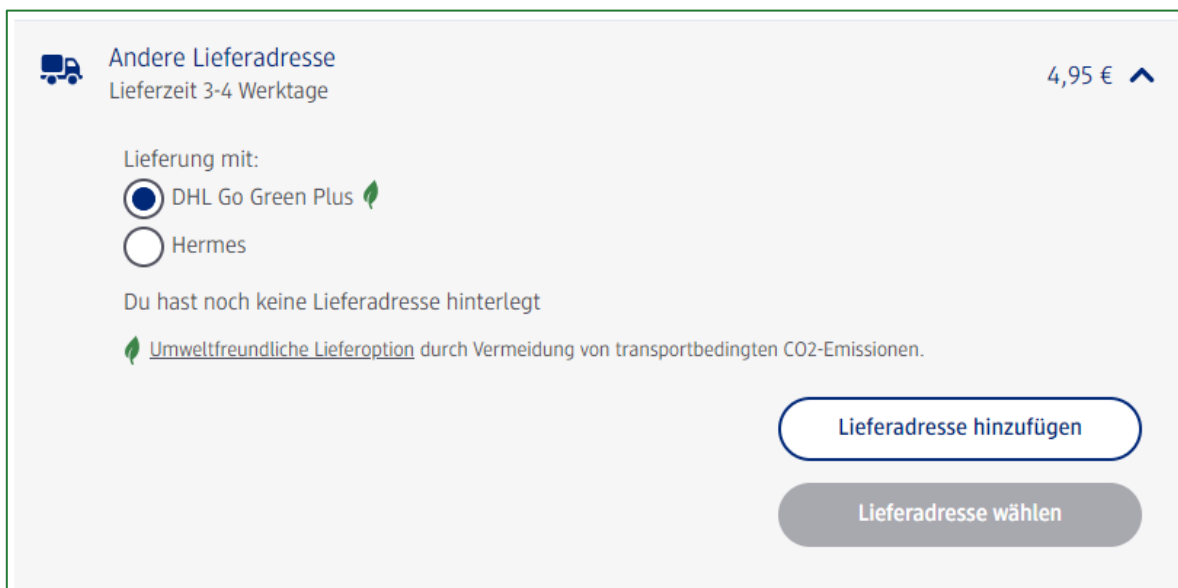 Andere Lieferadresse
Lieferzeit 3-4 Werktage
4,95 €
Lieferung mit:
DHL Go Green Plus
Hermes
Du hast noch keine Lieferadresse hinterlegt
Umweltfreundliche Lieferoption durch Vermeidung von transportbedingten CO2-Emissionen.
Lieferadresse hinzufügen
Lieferadresse wählen